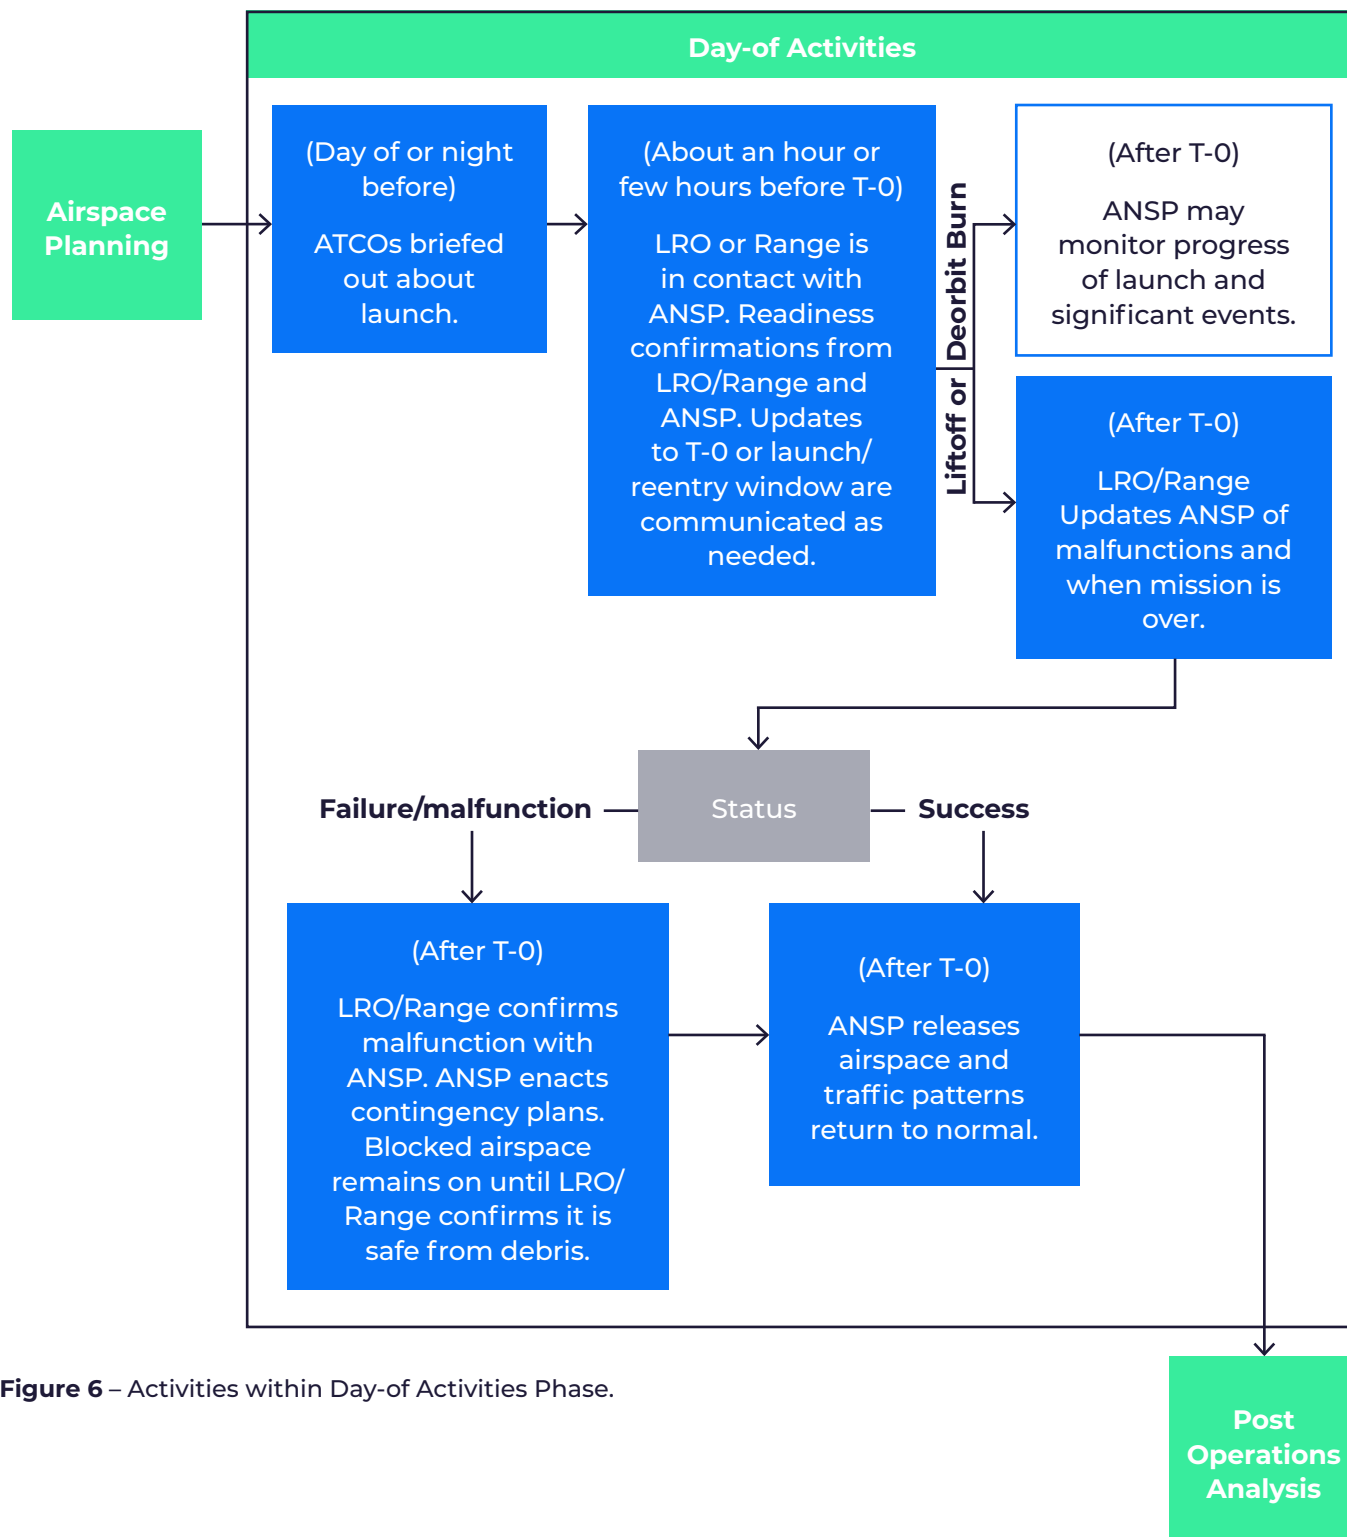 Day-of Activities
Airspace
Planning
(Day of or night
before)
ATCOs briefed
out about
launch.
(About an hour or
few hours before T-0)
LRO or Range is
in contact with
ANSP. Readiness
confirmations from
LRO/Range and
ANSP. Updates
to T-0 or launch/
reentry window are
communicated as
needed.
Liftoff or Deorbit Burn
(After T-0)
ANSP may
monitor progress
of launch and
significant events.
(After T-0)
LRO/Range
Updates ANSP of
malfunctions and
when mission is
over.
Status
Failure/malfunction
Success
(After T-0)
LRO/Range confirms
malfunction with
ANSP. ANSP enacts
contingency plans.
Blocked airspace
remains on until LRO/
Range confirms it is
safe from debris.
(After T-0)
ANSP releases
airspace and
traffic patterns
return to normal.
Figure 6 – Activities within Day-of Activities Phase.
Post
Operations
Analysis